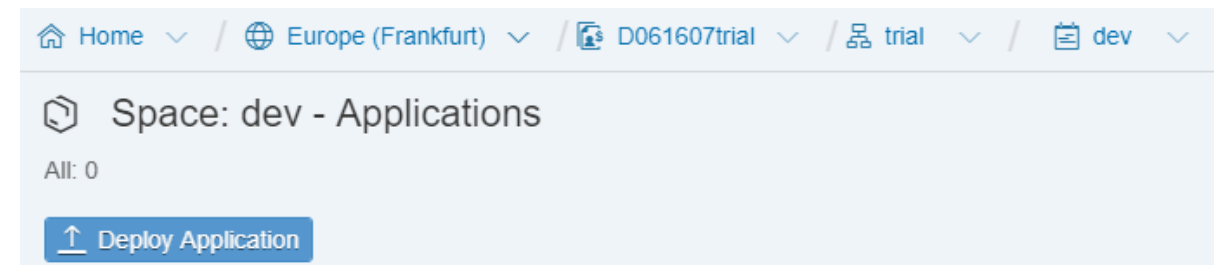 Home / Europe (Frankfurt) / D061607trial / trial / dev
Space: dev - Applications
All: 0
Deploy Application